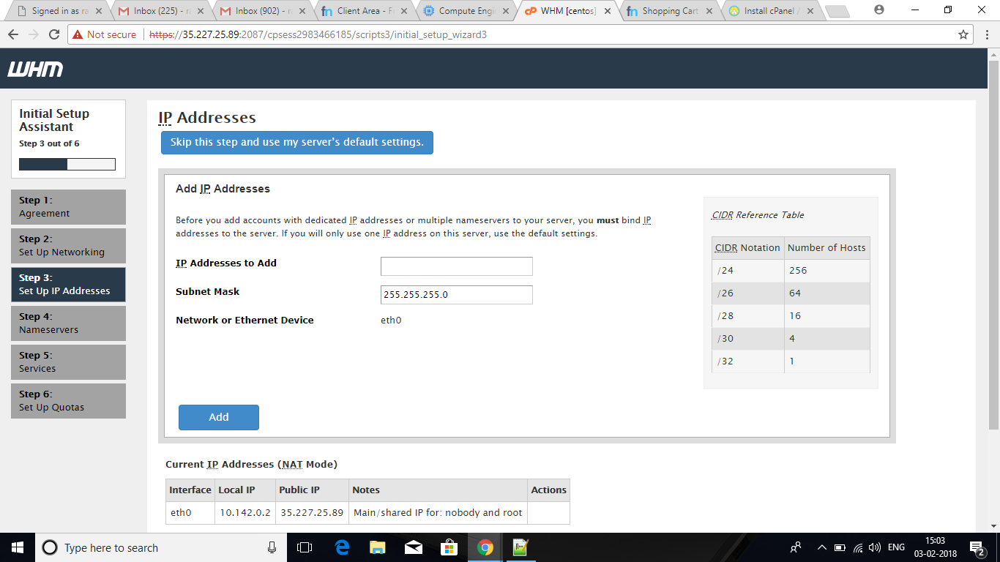 Signed in as ra
Inbox (225) - r
Inbox (902) - r
Client Area - F
Compute Engi
WHM [centos]
Shopping Cart
Install cPanel /
Not secure
https://35.227.25.89:2087/cpsess2983466185/scripts3/initial_setup_wizard3
WHM
Initial Setup
Assistant
Step 3 out of 6
Step 1:
Agreement
Step 2:
Set Up Networking
Step 3:
Set Up IP Addresses
Step 4:
Nameservers
Step 5:
Services
Step 6:
Set Up Quotas
IP Addresses
Skip this step and use my server's default settings.
Add IP Addresses
Before you add accounts with dedicated IP addresses or multiple nameservers to your server, you must bind IP
addresses to the server. If you will only use one IP address on this server, use the default settings.
IP Addresses to Add
Subnet Mask
255.255.255.0
Network or Ethernet Device
eth0
Add
CIDR Reference Table
CIDR Notation Number of Hosts
/24 256
/26 64
/28 16
/30 4
/32 1
Current IP Addresses (NAT Mode)
Interface Local IP Public IP Notes Actions
eth0 10.142.0.2 35.227.25.89 Main/shared IP for: nobody and root
Type here to search
ENG
15:03
03-02-2018
2